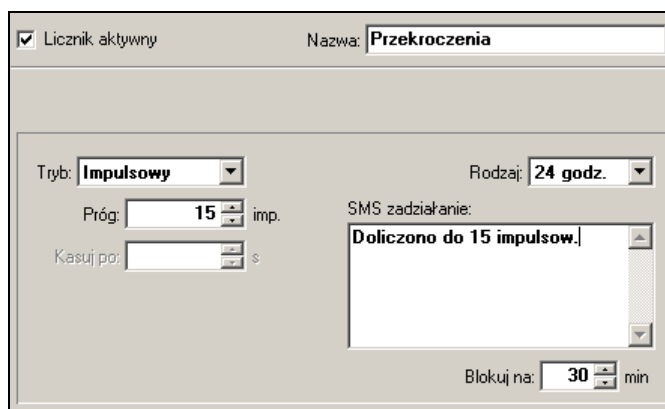 Licznik aktywny Nazwa: Przekroczenia
Tryb: Impulsowy Rodzaj: 24 godz.
Próg: 15 imp. SMS zadziałanie:
Doliczono do 15 impulsow.
Kasuj po: s
Blokuj na: 30 min